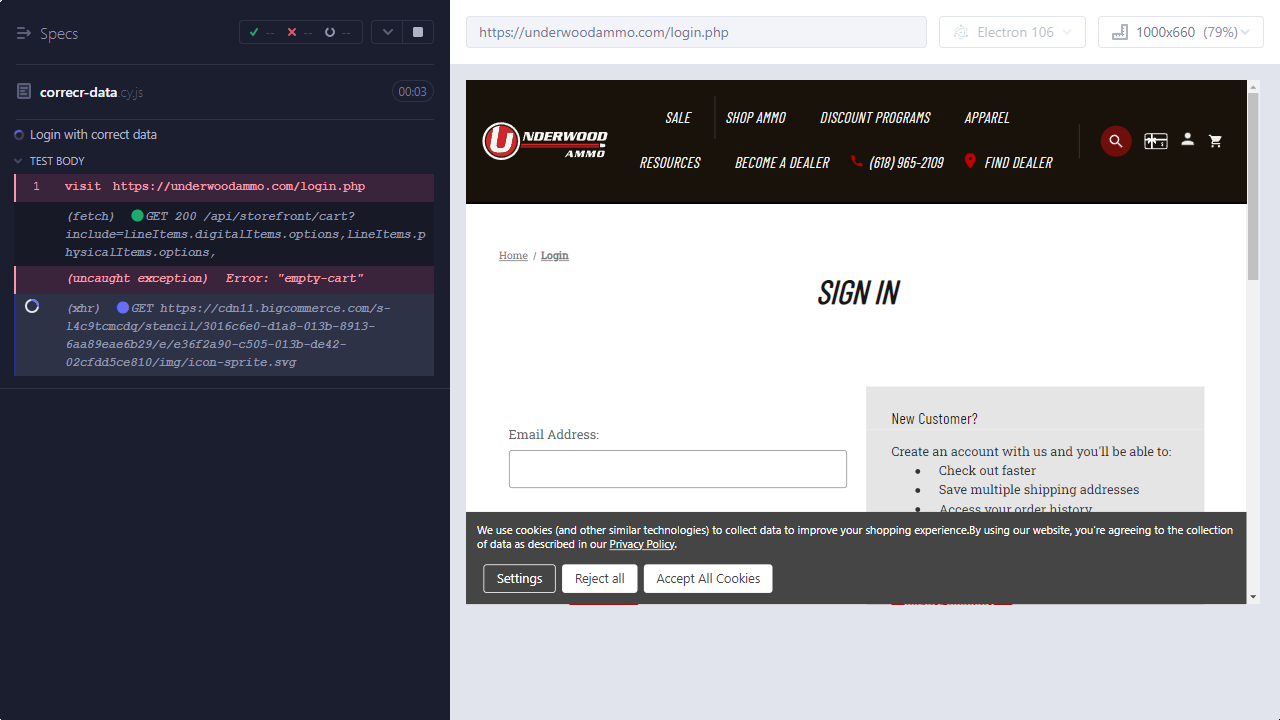 Specs
--
--
--
correcr-data.cy.js
00:03
Login with correct data
TEST BODY
1 visit https://underwoodammo.com/login.php
(fetch) GET 200 /api/storefront/cart?
include=lineItems.digitalItems.options,lineItems.p
hysicalItems.options,
(uncaught exception) Error: "empty-cart"
(xhr) GET https://cdn11.bigcommerce.com/s-
l4c9tcmcdq/stencil/3016c6e0-d1a8-013b-8913-
6aa89eae6b29/e/e36f2a90-c505-013b-de42-
02cfdd5ce810/img/icon-sprite.svg
https://underwoodammo.com/login.php
Electron 106
1000x660 (79%)
UNDERWOOD
AMMO
SALE
SHOP AMMO
DISCOUNT PROGRAMS
APPAREL
RESOURCES
BECOME A DEALER
(618) 965-2109
FIND DEALER
Home / Login
SIGN IN
Email Address:
New Customer?
Create an account with us and you'll be able to:
• Check out faster
• Save multiple shipping addresses
• Access your order history
We use cookies (and other similar technologies) to collect data to improve your shopping experience.By using our website, you're agreeing to the collection
of data as described in our Privacy Policy.
Settings
Reject all
Accept All Cookies